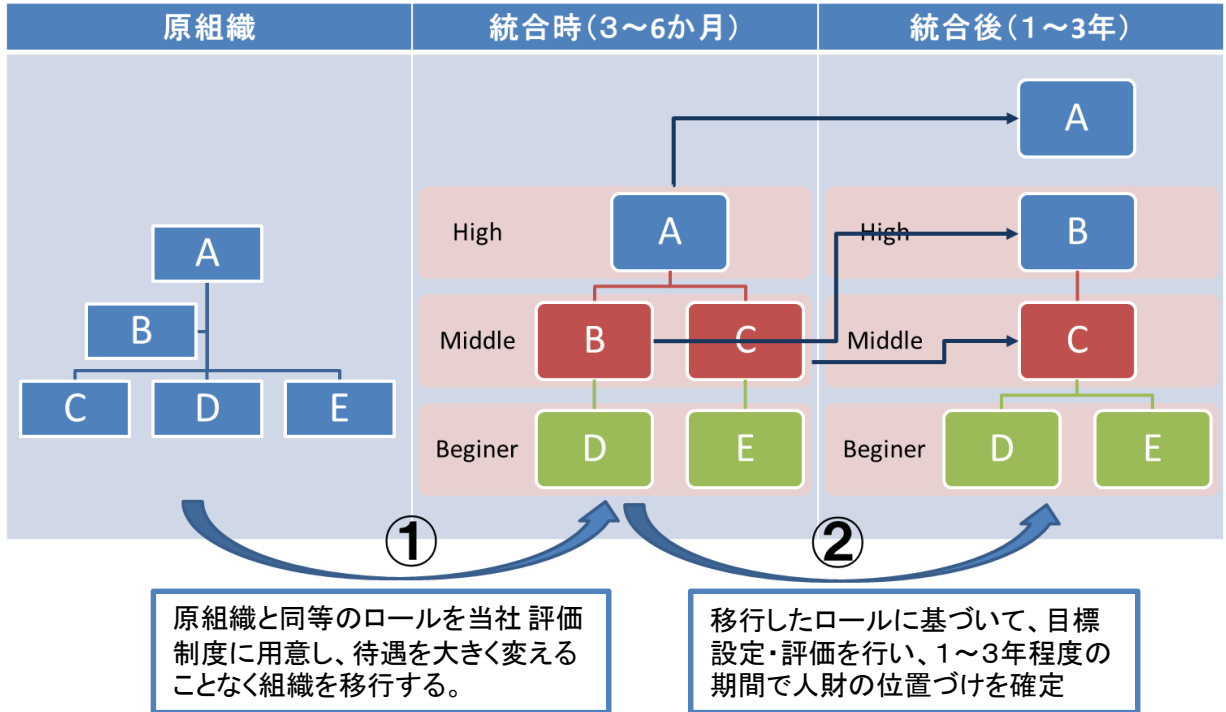 原組織
統合時(３～6か月)
統合後(１～3年)
A
B
C
D
E
High
A
Middle
B
C
Beginer
D
E
A
High
B
Middle
C
Beginer
D
E
①
②
原組織と同等のロールを当社 評価
制度に用意し、待遇を大きく変える
ことなく組織を移行する。
移行したロールに基づいて、目標
設定・評価を行い、１～３年程度の
期間で人財の位置づけを確定